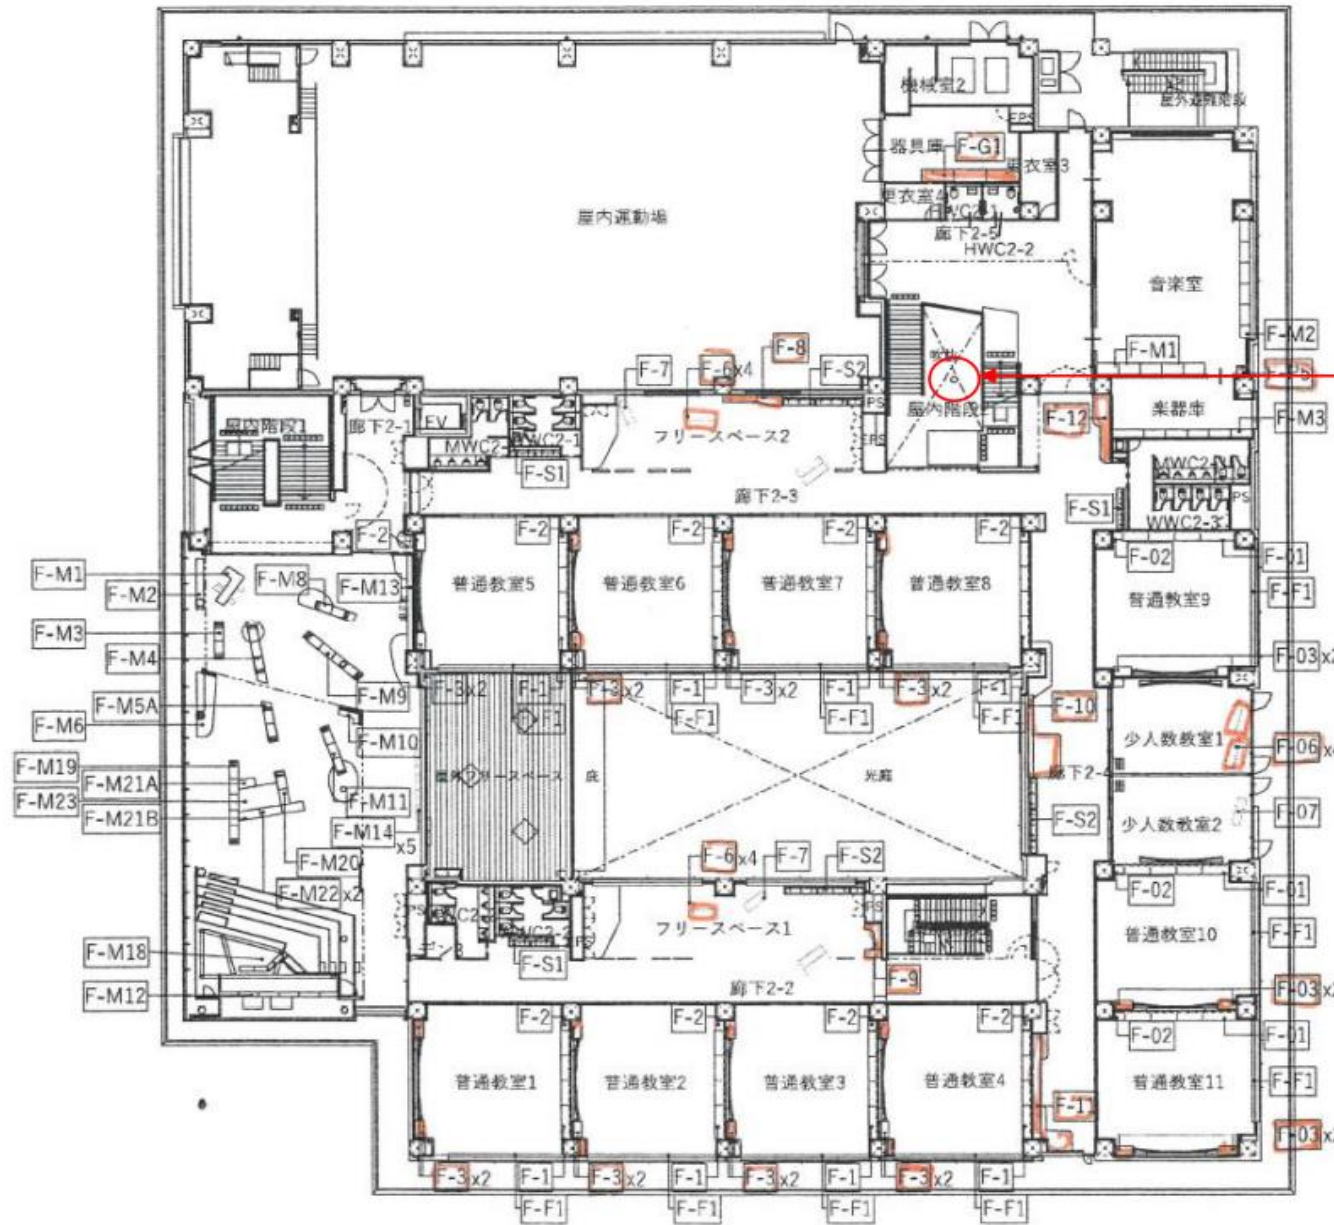 機械室2
屋外避難階段
EPS
器具庫
F-G1
更衣室3
更衣室4
HWC2-1
廊下2-5
HWC2-2
屋内運動場
音楽室
F-M2
F-7
F-6x4
F-8
F-S2
F-M1
PS
屋内階段1
廊下2-1
EV
MWC2-
WWC2-1
フリースペース2
EPS
屋内階段
F-12
楽器庫
F-M3
F-S1
廊下2-3
F-S1
PS
WWC2-3
F-2
F-2
F-2
F-2
F-2
F-02
F-01
F-M1
F-M2
F-M8
F-M13
普通教室5
普通教室6
普通教室7
普通教室8
普通教室9
F-F1
F-M3
F-M4
F-M9
F-03x2
F-3x2
F-1
F-3x2
F-1
F-3x2
F-1
F-3x2
F-1
F-F1
F-F1
F-F1
F-F1
F-M5A
F-M6
F-M10
F-10
少人数教室1
F-06
F-M19
F-M21A
F-M23
F-M21B
F-M11
庇
光庭
廊下2-4
F-07
F-M14
x5
F-S2
少人数教室2
F-M20
F-M22x2
F-6x4
F-7
F-S2
F-02
F-01
フリースペース1
PS
普通教室10
F-F1
F-M18
F-S1
F-9
F-M12
廊下2-2
F-03x2
F-2
F-2
F-2
F-2
F-02
F-01
普通教室1
普通教室2
普通教室3
普通教室4
F-11
普通教室11
F-F1
F-03x2
F-3x2
F-1
F-3x2
F-1
F-3x2
F-1
F-3x2
F-1
F-F1
F-F1
F-F1
F-F1